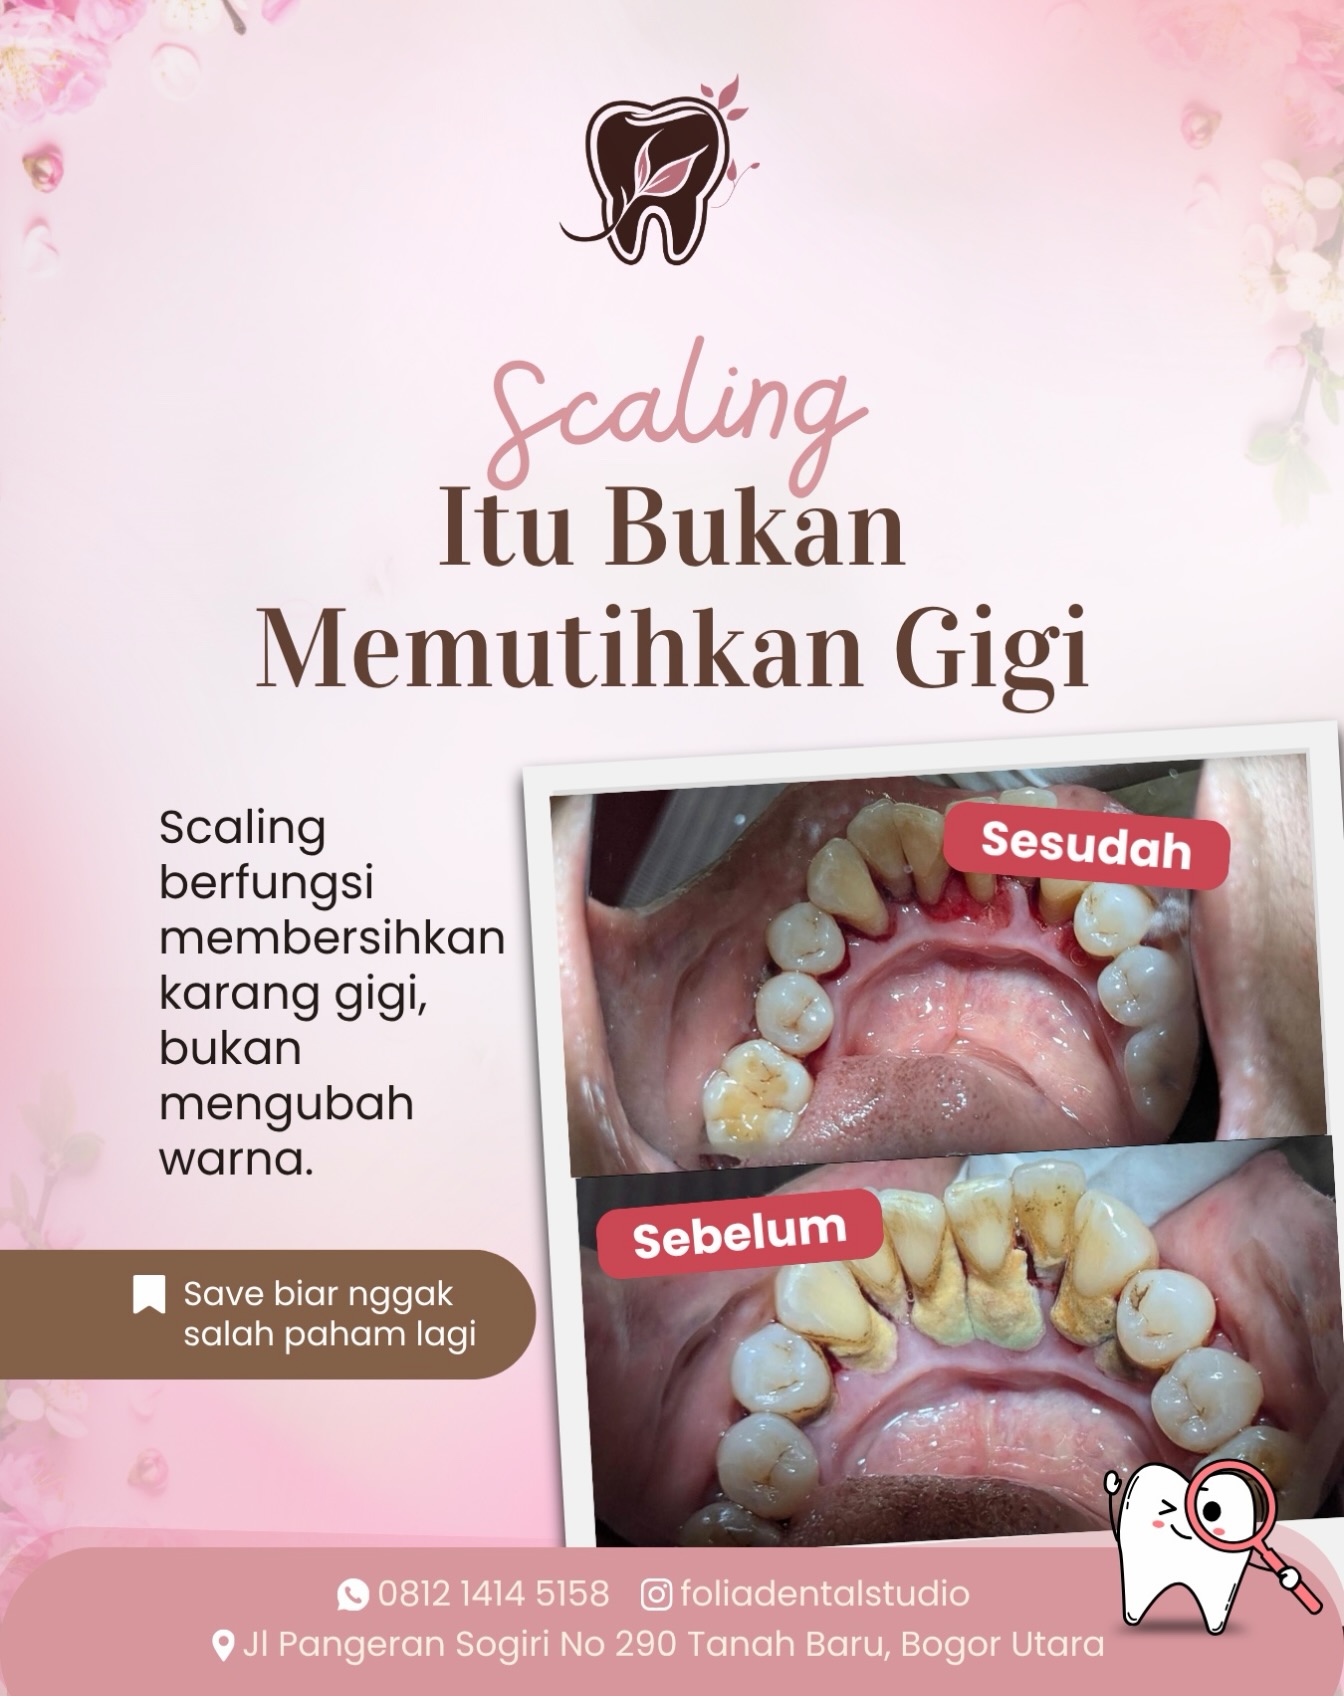 Scaling
Itu Bukan
Memutihkan Gigi
Scaling
berfungsi
membersihkan
karang gigi,
bukan
mengubah
warna.
Sesudah
Sebelum
Save biar nggak
salah paham lagi
0812 1414 5158 foliadentalstudio
Jl Pangeran Sogiri No 290 Tanah Baru, Bogor Utara